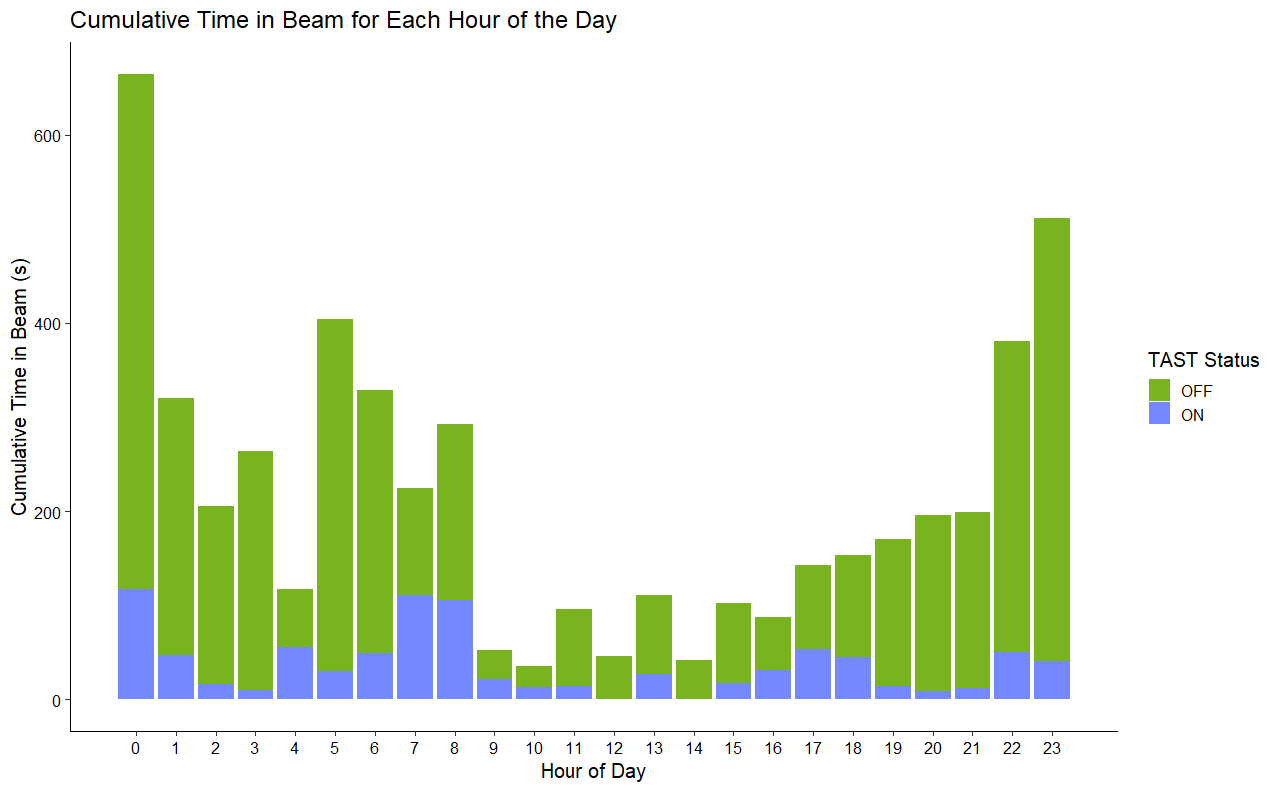 Cumulative Time in Beam for Each Hour of the Day
Cumulative Time in Beam (s)
600
400
200
0
0 1 2 3 4 5 6 7 8 9 10 11 12 13 14 15 16 17 18 19 20 21 22 23
Hour of Day
TAST Status
OFF
ON